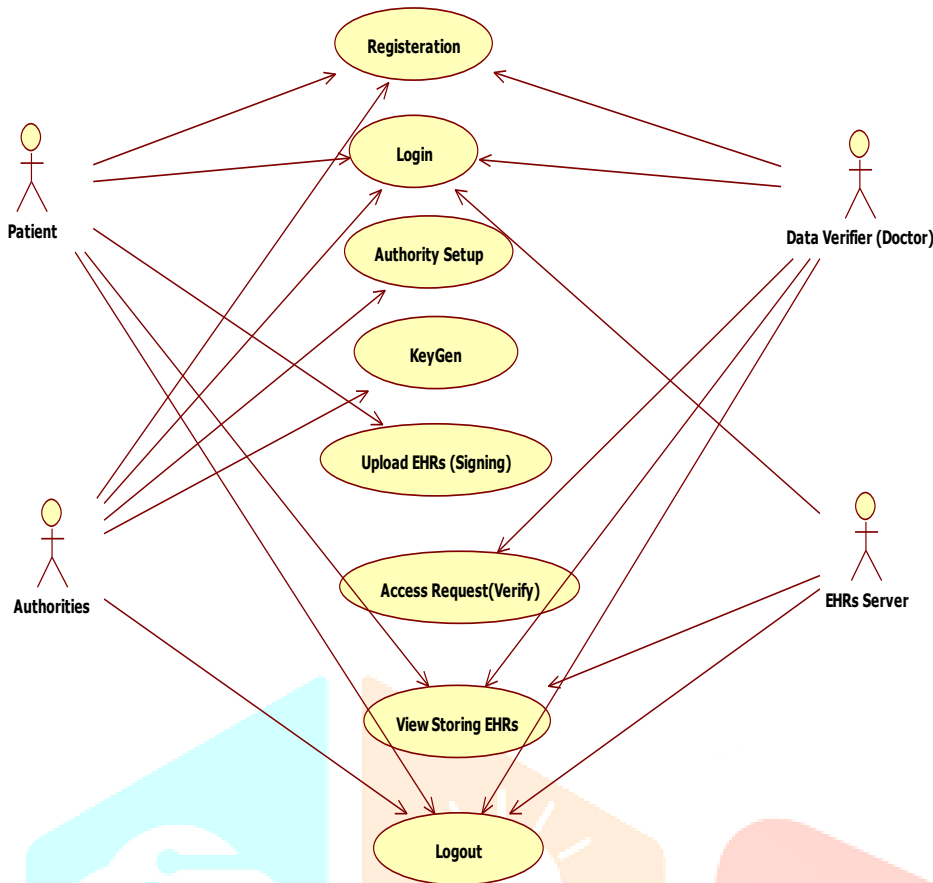 Registeration
Login
Patient
Data Verifier (Doctor)
Authority Setup
KeyGen
Upload EHRs (Signing)
Access Request(Verify)
Authorities
EHRs Server
View Storing EHRs
Logout